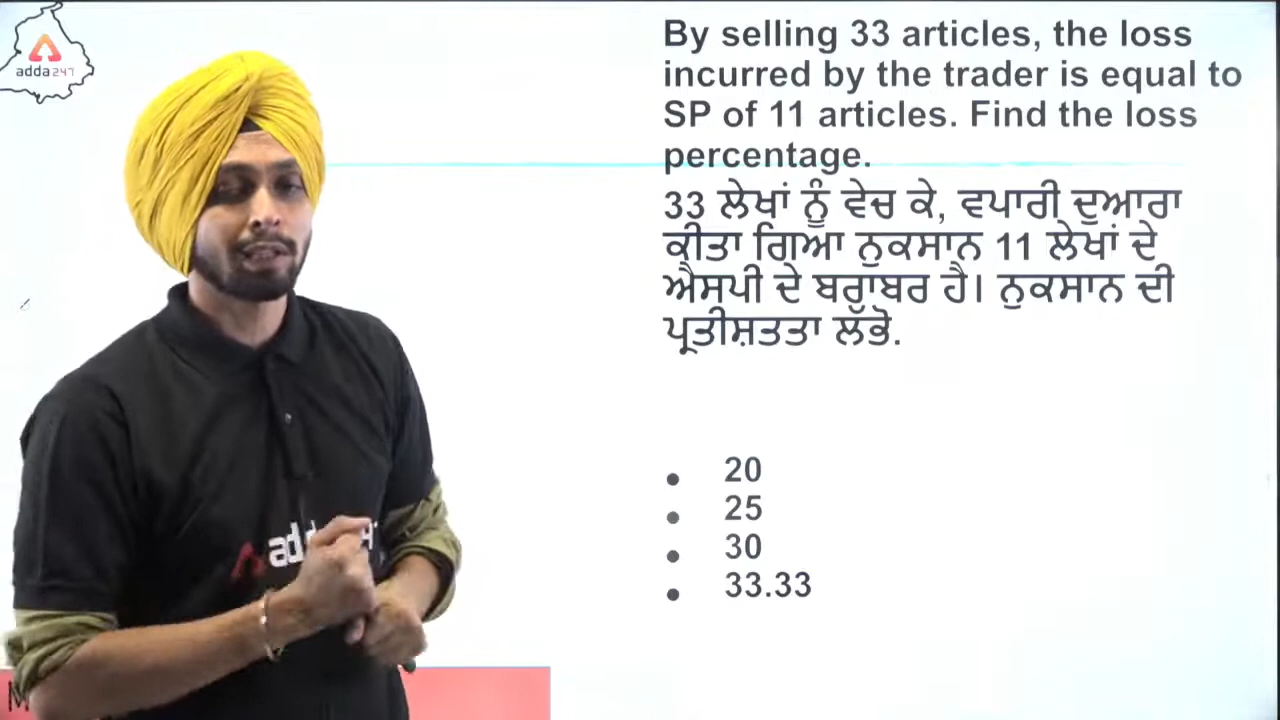 adda247
By selling 33 articles, the loss
incurred by the trader is equal to
SP of 11 articles. Find the loss
percentage.
33 ਲੇਖਾਂ ਨੂੰ ਵੇਚ ਕੇ, ਵਪਾਰੀ ਦੁਆਰਾ
ਕੀਤਾ ਗਿਆ ਨੁਕਸਾਨ 11 ਲੇਖਾਂ ਦੇ
ਐਸਪੀ ਦੇ ਬਰਾਬਰ ਹੈ। ਨੁਕਸਾਨ ਦੀ
ਪ੍ਰਤੀਸ਼ਤਤਾ ਲੱਭੋ.
20
25
30
33.33